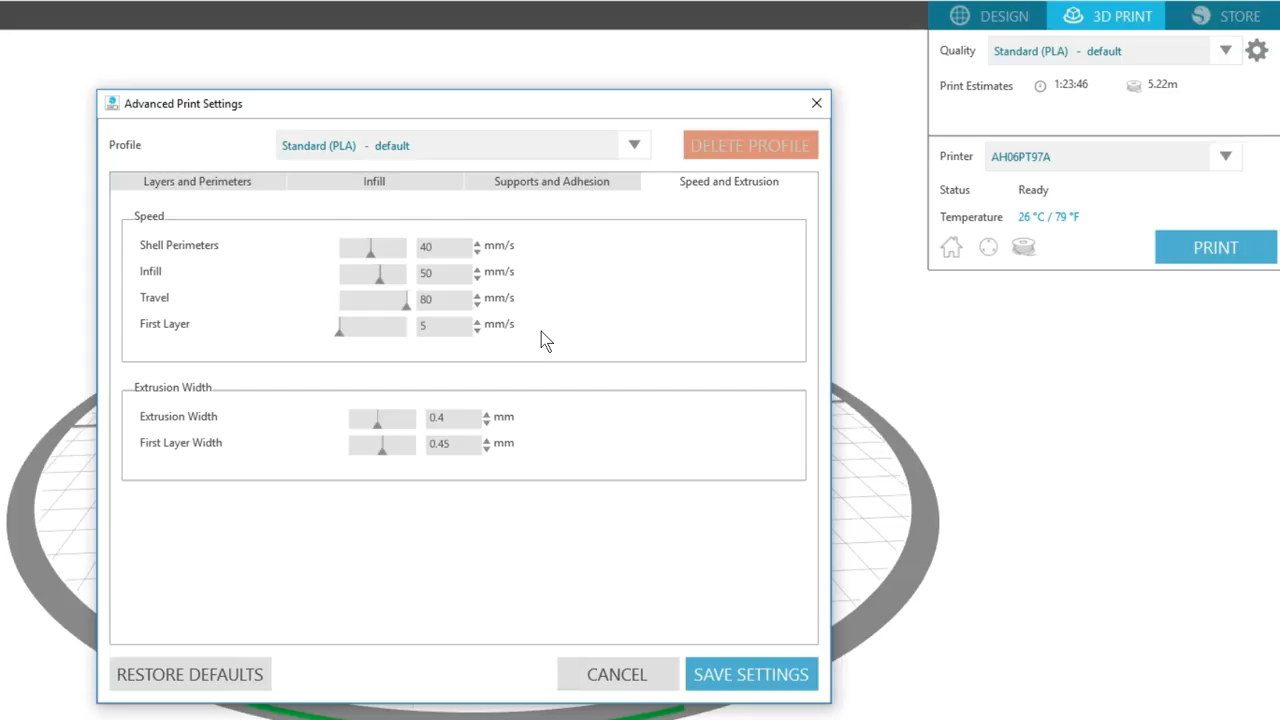 DESIGN 3D PRINT STORE
Quality Standard (PLA) - default
Print Estimates 1:23:46 5.22m
Printer AH06PT97A
Status Ready
Temperature 26 °C / 79 °F
PRINT
Advanced Print Settings
Profile Standard (PLA) - default DELETE PROFILE
Layers and Perimeters Infill Supports and Adhesion Speed and Extrusion
Speed
Shell Perimeters 40 mm/s
Infill 50 mm/s
Travel 80 mm/s
First Layer 5 mm/s
Extrusion Width
Extrusion Width 0.4 mm
First Layer Width 0.45 mm
RESTORE DEFAULTS CANCEL SAVE SETTINGS